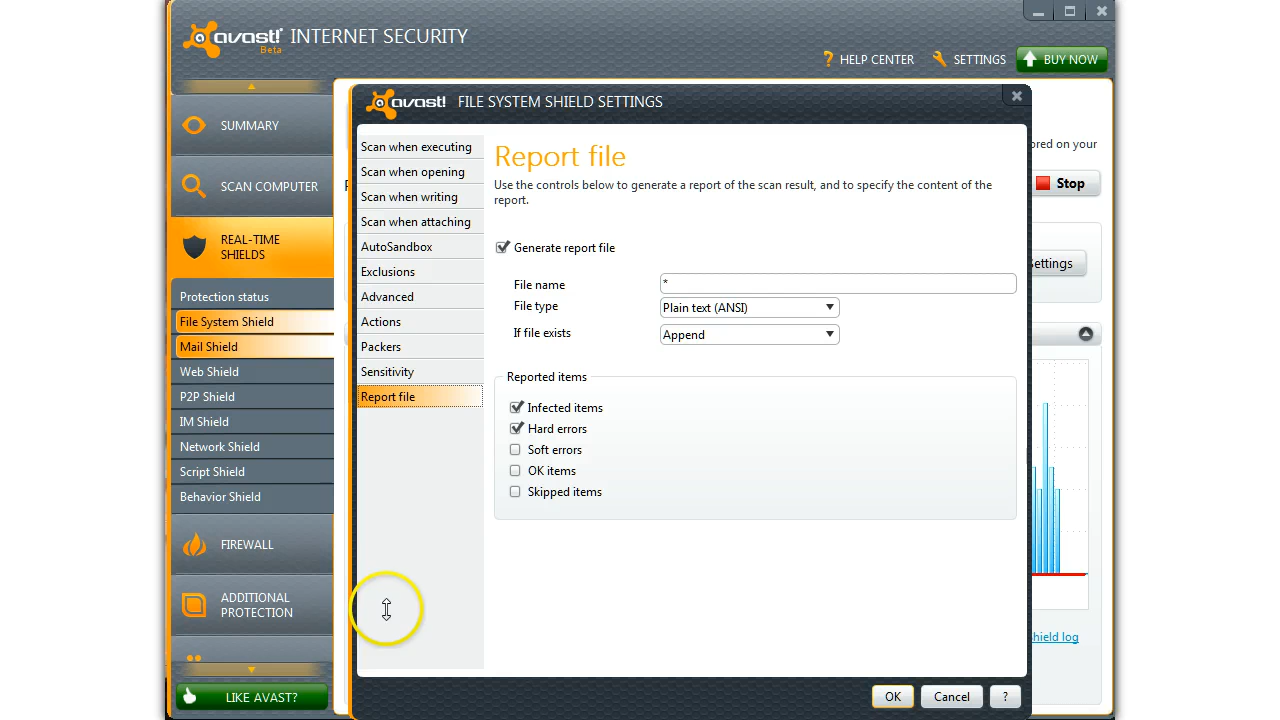 avast! INTERNET SECURITY
Beta
? HELP CENTER
SETTINGS
BUY NOW
SUMMARY
SCAN COMPUTER
REAL-TIME
SHIELDS
Protection status
File System Shield
Mail Shield
Web Shield
P2P Shield
IM Shield
Network Shield
Script Shield
Behavior Shield
FIREWALL
ADDITIONAL
PROTECTION
LIKE AVAST?
avast! FILE SYSTEM SHIELD SETTINGS
Scan when executing
Scan when opening
Scan when writing
Scan when attaching
AutoSandbox
Exclusions
Advanced
Actions
Packers
Sensitivity
Report file
Report file
Use the controls below to generate a report of the scan result, and to specify the content of the
report.
Generate report file
File name *
File type Plain text (ANSI)
If file exists Append
Reported items
Infected items
Hard errors
Soft errors
OK items
Skipped items
OK
Cancel
?
ored on your
Stop
Settings
hield log